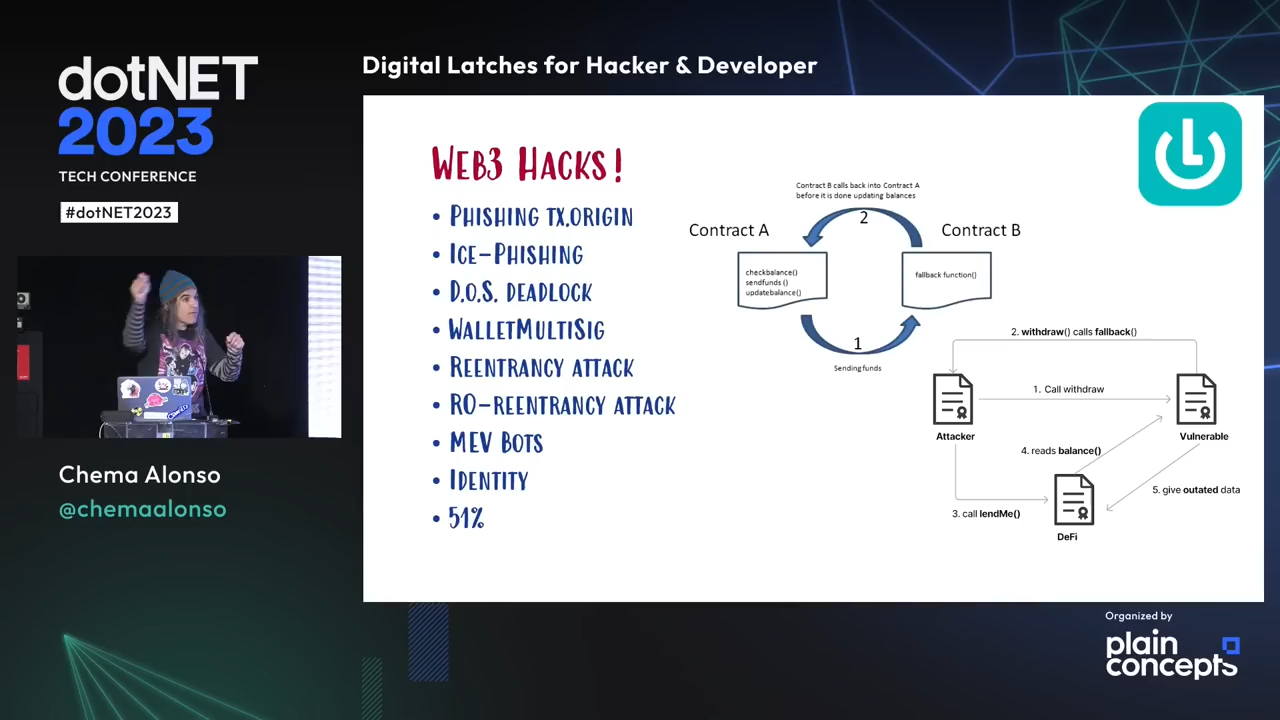 dotNET
2023
TECH CONFERENCE
#dotNET2023
Chema Alonso
@chemaalonso
Digital Latches for Hacker & Developer
Web3 Hacks!
• Phishing tx.origin
• Ice-Phishing
• D.o.S. deadlock
• WalletMultiSig
• Reentrancy attack
• RO-reentrancy attack
• MEV Bots
• Identity
• 51%
Contract B calls back into Contract A
before it is done updating balances
2
Contract A
Contract B
checkbalance()
sendfunds ()
updatebalance()
fallback function()
1
Sending funds
2. withdraw() calls fallback()
1. Call withdraw
Attacker
Vulnerable
4. reads balance()
5. give outated data
3. call lendMe()
DeFi
Organized by
plain
concepts